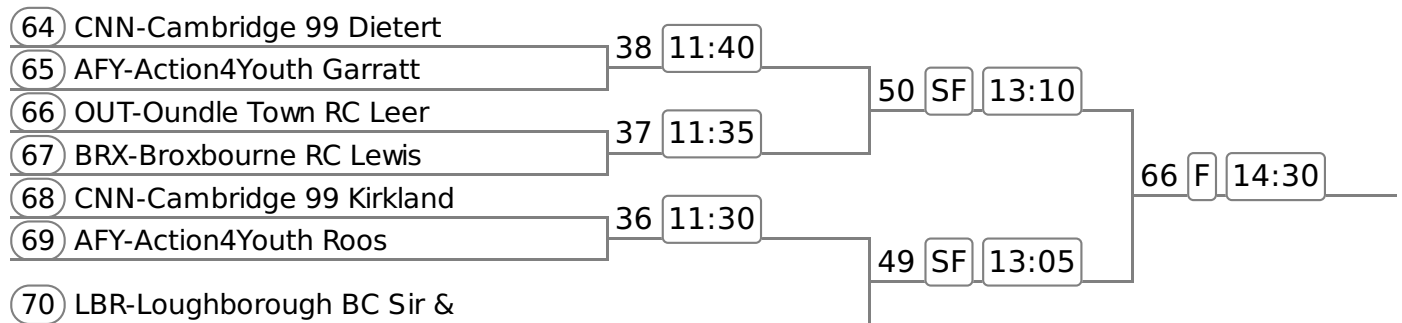 64 CNN-Cambridge 99 Dietert
38 11:40
65 AFY-Action4Youth Garratt
50 SF 13:10
66 OUT-Oundle Town RC Leer
37 11:35
67 BRX-Broxbourne RC Lewis
66 F 14:30
68 CNN-Cambridge 99 Kirkland
36 11:30
69 AFY-Action4Youth Roos
49 SF 13:05
70 LBR-Loughborough BC Sir &